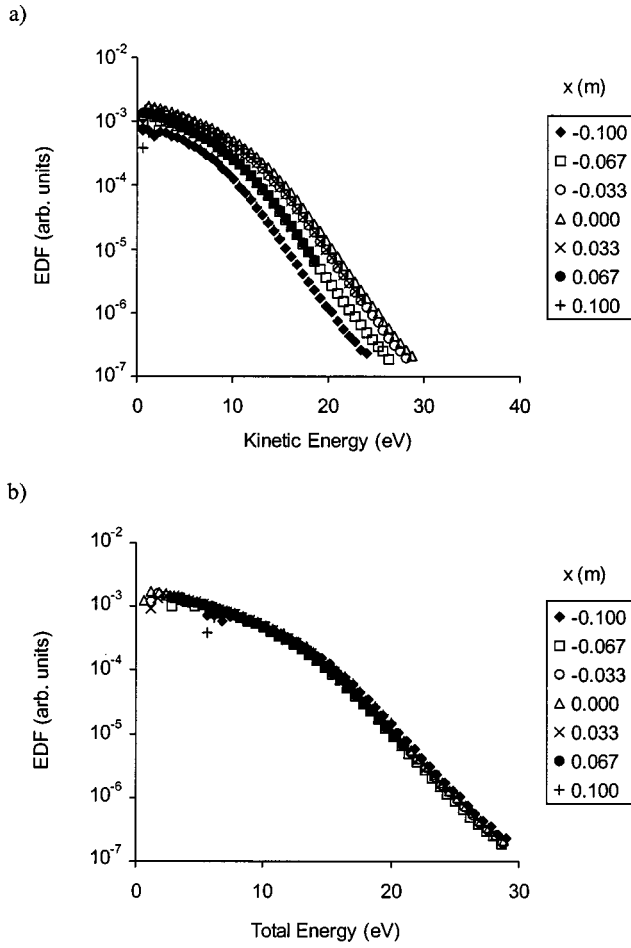 a)
10⁻²
10⁻³
10⁻⁴
10⁻⁵
10⁻⁶
10⁻⁷
EDF (arb. units)
0 10 20 30 40
Kinetic Energy (eV)
x (m)
-0.100
-0.067
-0.033
0.000
0.033
0.067
0.100
b)
10⁻²
10⁻³
10⁻⁴
10⁻⁵
10⁻⁶
10⁻⁷
EDF (arb. units)
0 10 20 30
Total Energy (eV)
x (m)
-0.100
-0.067
-0.033
0.000
0.033
0.067
0.100